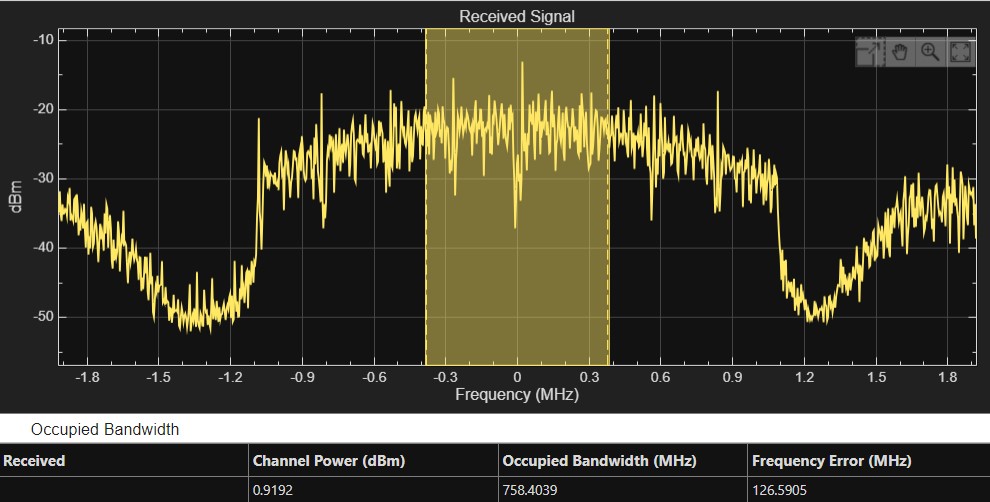 Received Signal
-10
-20
-30
-40
-50
dBm
-1.8 -1.5 -1.2 -0.9 -0.6 -0.3 0 0.3 0.6 0.9 1.2 1.5 1.8
Frequency (MHz)
Occupied Bandwidth
Received Channel Power (dBm) Occupied Bandwidth (MHz) Frequency Error (MHz)
0.9192 758.4039 126.5905